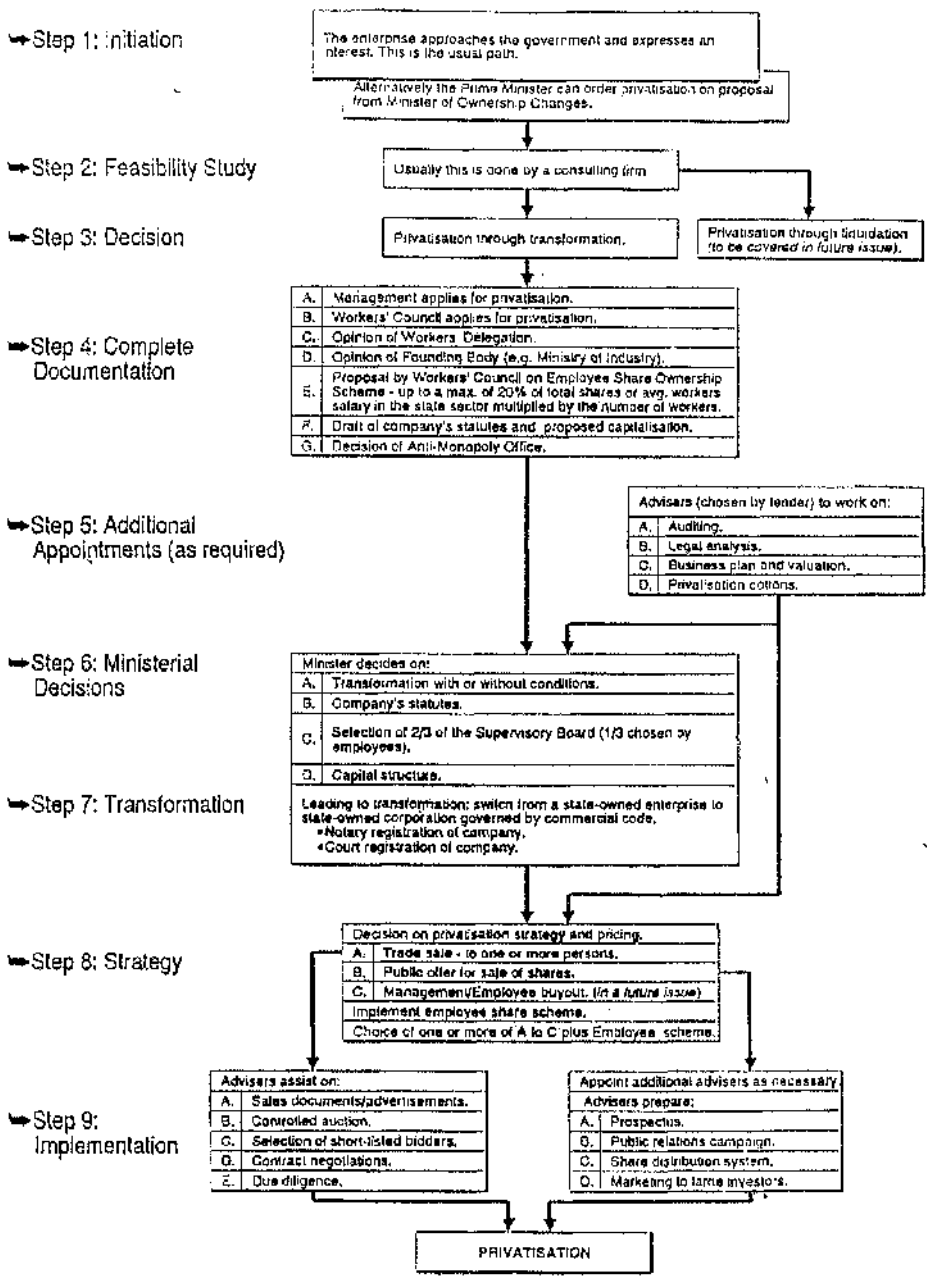 Step 1: Initiation
The enterprise approaches the government and expresses an
interest. This is the usual path.
Alternatively the Prime Minister can order privatisation on proposal
from Minister of Ownership Changes.
Step 2: Feasibility Study
Usually this is done by a consulting firm
Step 3: Decision
Privatisation through transformation.
Privatisation through liquidation
(to be covered in future issue).
Step 4: Complete
Documentation
A. Management applies for privatisation.
B. Workers' Council applies for privatisation.
C. Opinion of Workers' Delegation.
D. Opinion of Founding Body (e.g. Ministry of Industry).
E. Proposal by Workers' Council on Employee Share Ownership
Scheme - up to a max. of 20% of total shares or avg. workers
salary in the state sector multiplied by the number of workers.
F. Draft of company's statutes and proposed capitalisation.
G. Decision of Anti-Monopoly Office.
Step 5: Additional
Appointments (as required)
Advisers (chosen by tender) to work on:
A. Auditing.
B. Legal analysis.
C. Business plan and valuation.
D. Privatisation options.
Step 6: Ministerial
Decisions
Minister decides on:
A. Transformation with or without conditions.
B. Company's statutes.
C. Selection of 2/3 of the Supervisory Board (1/3 chosen by
employees).
D. Capital structure.
Step 7: Transformation
Leading to transformation: switch from a state-owned enterprise to
state-owned corporation governed by commercial code.
•Notary registration of company.
•Court registration of company.
Step 8: Strategy
Decision on privatisation strategy and pricing.
A. Trade sale - to one or more persons.
B. Public offer for sale of shares.
C. Management/Employee buyout. (in a future issue)
Implement employee share scheme.
Choice of one or more of A to C plus Employee scheme.
Step 9:
Implementation
Advisers assist on:
A. Sales documents/advertisements.
B. Controlled auction.
C. Selection of short-listed bidders.
D. Contract negotiations.
E. Due diligence.
Appoint additional advisers as necessary
Advisers prepare:
A. Prospectus.
B. Public relations campaign.
C. Share distribution system.
D. Marketing to large investors.
PRIVATISATION